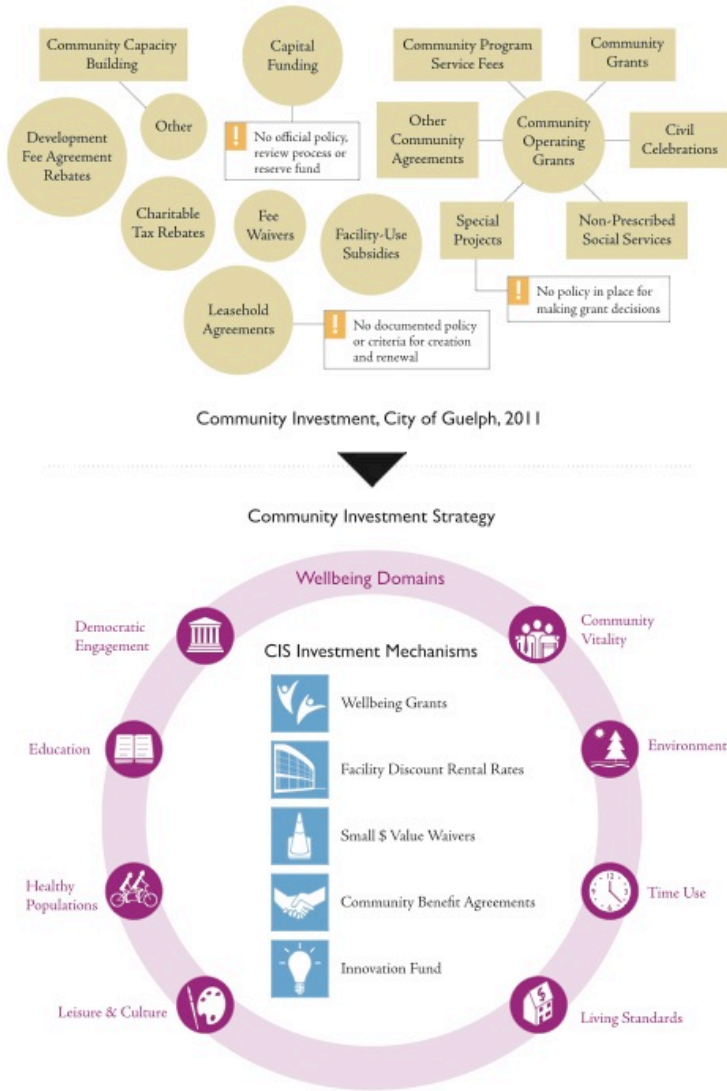 Community Capacity
Building
Capital
Funding
Community Program
Service Fees
Community
Grants
Development
Fee Agreement
Rebates
Other
!
No official policy,
review process or
reserve fund
Other
Community
Agreements
Community
Operating
Grants
Civil
Celebrations
Charitable
Tax Rebates
Fee
Waivers
Facility-Use
Subsidies
Special
Projects
Non-Prescribed
Social Services
Leasehold
Agreements
!
No documented policy
or criteria for creation
and renewal
!
No policy in place for
making grant decisions
Community Investment, City of Guelph, 2011
Community Investment Strategy
Wellbeing Domains
Democratic
Engagement
Community
Vitality
CIS Investment Mechanisms
Wellbeing Grants
Education
Environment
Facility Discount Rental Rates
Small $ Value Waivers
Healthy
Populations
12
3
6
9
Time Use
Community Benefit Agreements
Innovation Fund
Leisure & Culture
$
Living Standards